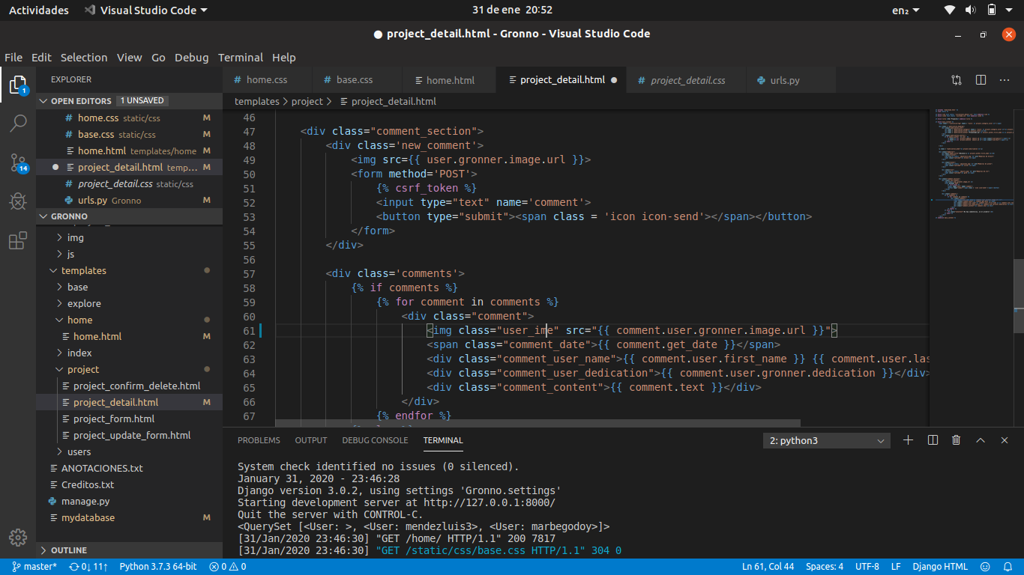 Actividades Visual Studio Code 31 de ene 20:52 en₂
project_detail.html - Gronno - Visual Studio Code
File Edit Selection View Go Debug Terminal Help
EXPLORER
OPEN EDITORS 1 UNSAVED
# home.css static/css M
# base.css static/css M
home.html templates/home M
project_detail.html temp... M
# project_detail.css static/css
urls.py Gronno M
GRONNO
img
js
templates
base
explore
home
home.html M
index
project
project_confirm_delete.html
project_detail.html M
project_form.html
project_update_form.html
users
ANOTACIONES.txt
Creditos.txt
manage.py
mydatabase M
OUTLINE
1
14
# home.css # base.css home.html project_detail.html # project_detail.css urls.py
templates > project > project_detail.html
46
47 <div class="comment_section">
48 <div class='new_comment'>
49 <img src={{ user.gronner.image.url }}>
50 <form method='POST'>
51 {% csrf_token %}
52 <input type="text" name='comment'>
53 <button type="submit"><span class = 'icon icon-send'></span></button>
54 </form>
55 </div>
56
57 <div class='comments'>
58 {% if comments %}
59 {% for comment in comments %}
60 <div class="comment">
61 <img class="user_ime" src="{{ comment.user.gronner.image.url }}">
62 <span class="comment_date">{{ comment.get_date }}</span>
63 <div class="comment_user_name">{{ comment.user.first_name }} {{ comment.user.las
64 <div class="comment_user_dedication">{{ comment.user.gronner.dedication }}</div>
65 <div class="comment_content">{{ comment.text }}</div>
66 </div>
67 {% endfor %}
PROBLEMS OUTPUT DEBUG CONSOLE TERMINAL 2: python3
System check identified no issues (0 silenced).
January 31, 2020 - 23:46:28
Django version 3.0.2, using settings 'Gronno.settings'
Starting development server at http://127.0.0.1:8000/
Quit the server with CONTROL-C.
<QuerySet [<User: >, <User: mendezluis3>, <User: marbegodoy>]>
[31/Jan/2020 23:46:30] "GET /home/ HTTP/1.1" 200 7817
[31/Jan/2020 23:46:30] "GET /static/css/base.css HTTP/1.1" 304 0
master* 0↓ 11↑ Python 3.7.3 64-bit 0 0 Ln 61, Col 44 Spaces: 4 UTF-8 LF Django HTML